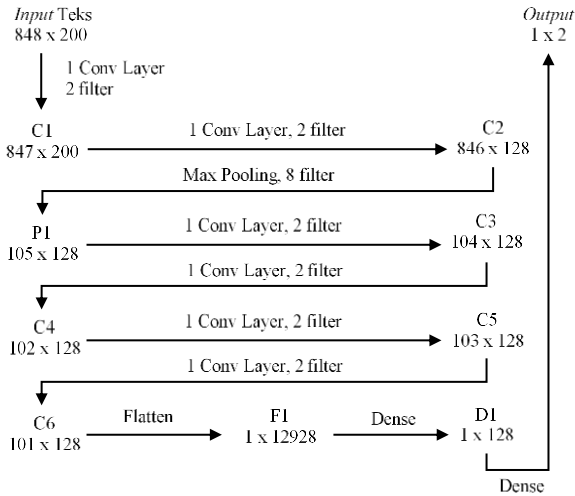 Input Teks
848 x 200
Output
1 x 2
1 Conv Layer
2 filter
C1
847 x 200
1 Conv Layer, 2 filter
C2
846 x 128
Max Pooling, 8 filter
P1
105 x 128
1 Conv Layer, 2 filter
C3
104 x 128
1 Conv Layer, 2 filter
C4
102 x 128
1 Conv Layer, 2 filter
C5
103 x 128
1 Conv Layer, 2 filter
C6
101 x 128
Flatten
F1
1 x 12928
Dense
D1
1 x 128
Dense